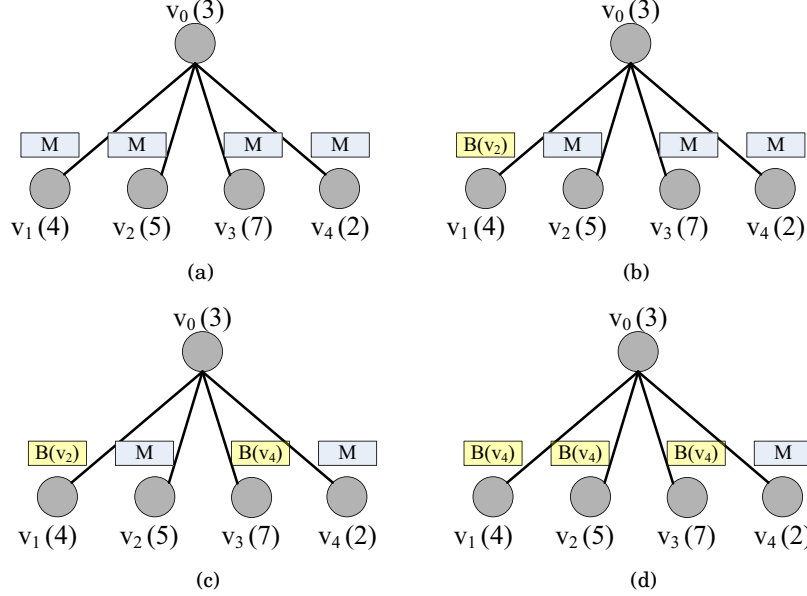 v₀ (3)
M M M M
v₁ (4) v₂ (5) v₃ (7) v₄ (2)
(a)
v₀ (3)
B(v₂) M M M
v₁ (4) v₂ (5) v₃ (7) v₄ (2)
(b)
v₀ (3)
B(v₂) M B(v₄) M
v₁ (4) v₂ (5) v₃ (7) v₄ (2)
(c)
v₀ (3)
B(v₄) B(v₄) B(v₄) M
v₁ (4) v₂ (5) v₃ (7) v₄ (2)
(d)